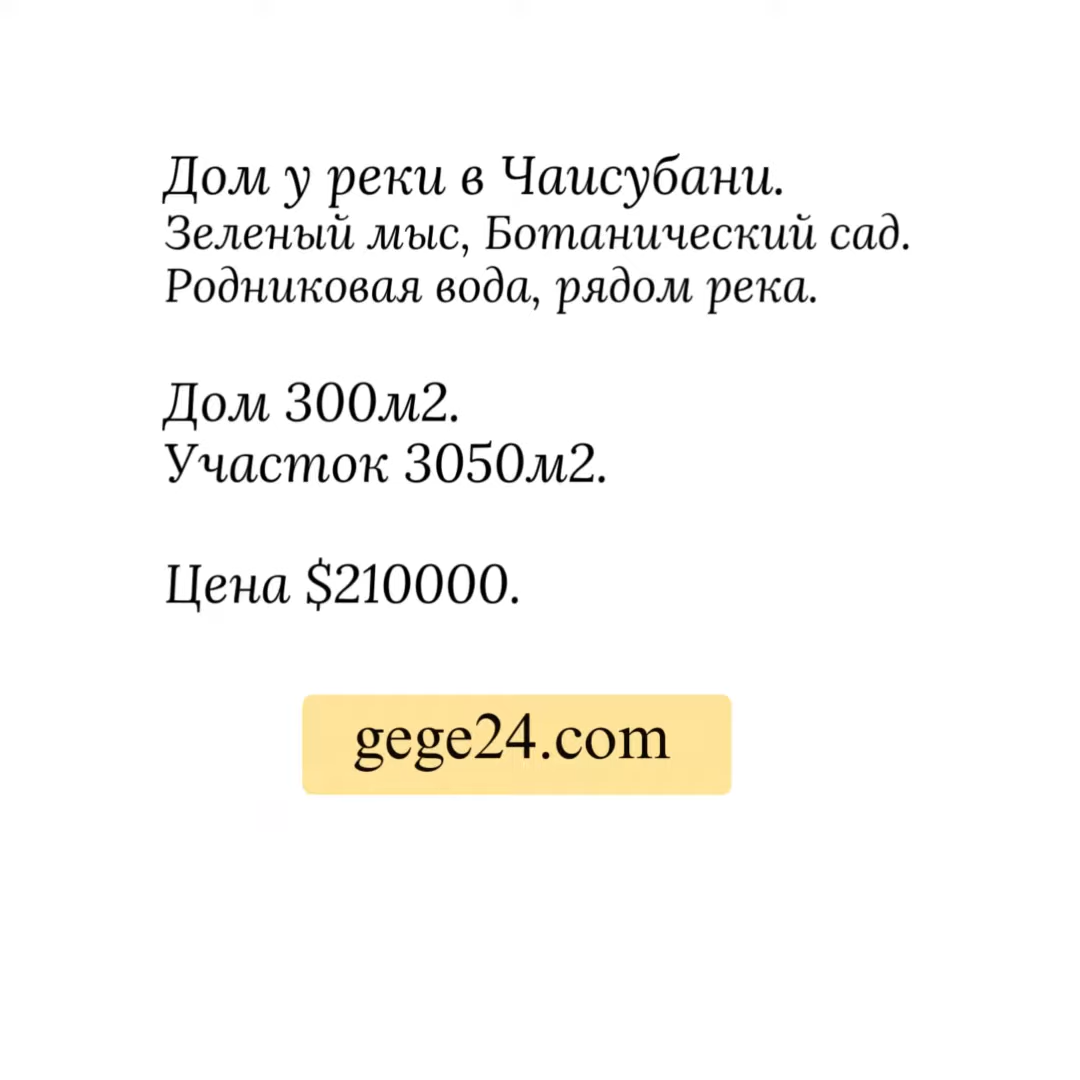 Дом у реки в Чаисубани.
Зеленый мыс, Ботанический сад.
Родниковая вода, рядом река.
Дом 300м2.
Участок 3050м2.
Цена $210000.
gege24.com